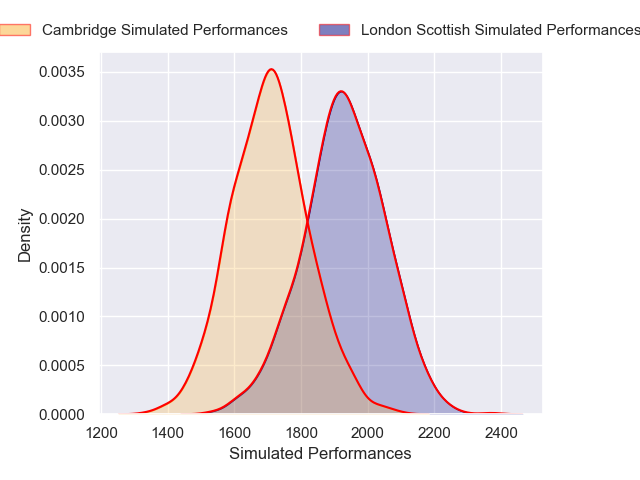 Cambridge Simulated Performances
London Scottish Simulated Performances
0.0035
0.0030
0.0025
0.0020
0.0015
0.0010
0.0005
0.0000
Density
1200 1400 1600 1800 2000 2200 2400
Simulated Performances